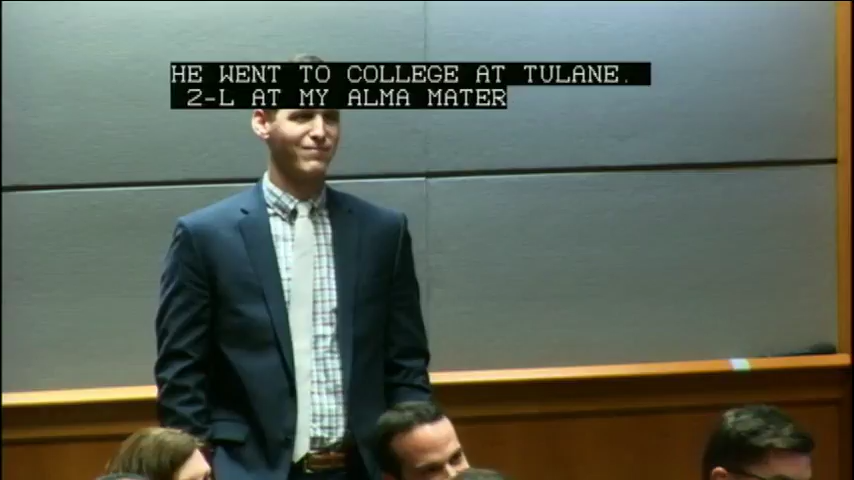 HE WENT TO COLLEGE AT TULANE.
2-L AT MY ALMA MATER